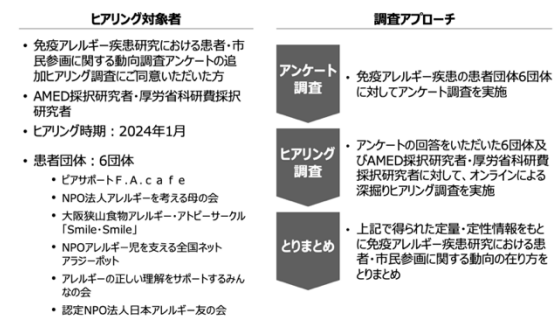 ヒアリング対象者
• 免疫アレルギー疾患研究における患者・市
民参画に関する動向調査アンケートの追
加ヒアリング調査にご同意いただいた方
• AMED採択研究者・厚労省科研費採択
研究者
• ヒアリング時期：2024年1月
• 患者団体：6団体
• ピアサポートＦ.Ａ.ｃａｆｅ
• NPO法人アレルギーを考える母の会
• 大阪狭山食物アレルギー・アトピーサークル
「Smile・Smile」
• NPOアレルギー児を支える全国ネット
アラジーポット
• アレルギーの正しい理解をサポートするみん
なの会
• 認定NPO法人日本アレルギー友の会
調査アプローチ
アンケート
調査
• 免疫アレルギー疾患の患者団体6団体
に対してアンケート調査を実施
ヒアリング
調査
• アンケートの回答をいただいた6団体及
びAMED採択研究者・厚労省科研費
採択研究者に対して、オンラインによる
深掘りヒアリング調査を実施
とりまとめ
• 上記で得られた定量・定性情報をもと
に免疫アレルギー疾患研究における患
者・市民参画に関する動向の在り方を
とりまとめ